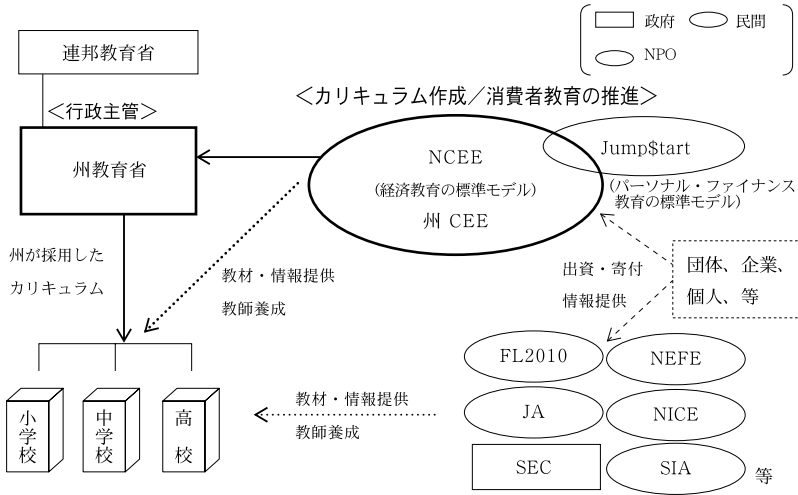 政府
民間
NPO
連邦教育省
＜行政主管＞
＜カリキュラム作成／消費者教育の推進＞
州教育省
NCEE
（経済教育の標準モデル）
州 CEE
Jump$tart
（パーソナル・ファイナンス
教育の標準モデル）
州が採用した
カリキュラム
教材・情報提供
教師養成
出資・寄付
情報提供
団体、企業、
個人、等
FL2010
NEFE
JA
NICE
SEC
SIA
等
教材・情報提供
教師養成
小学校
中学校
高校